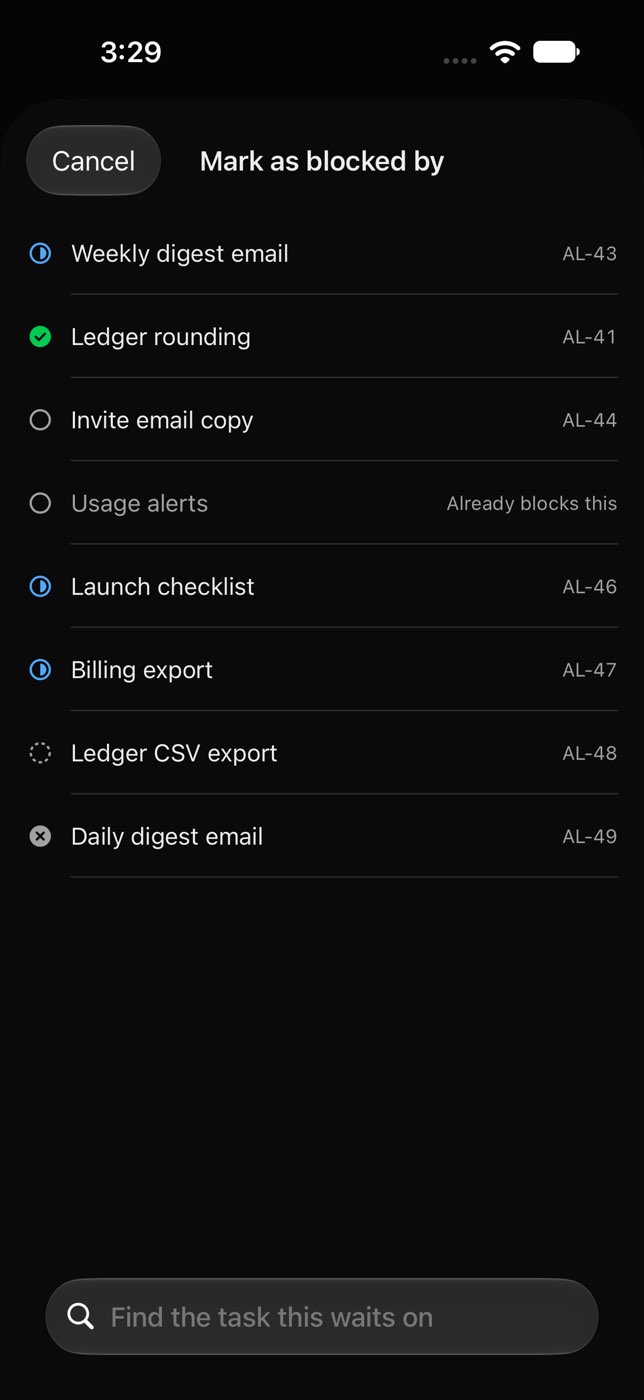 3:29
Cancel
Mark as blocked by
Weekly digest email AL-43
Ledger rounding AL-41
Invite email copy AL-44
Usage alerts Already blocks this
Launch checklist AL-46
Billing export AL-47
Ledger CSV export AL-48
Daily digest email AL-49
Find the task this waits on